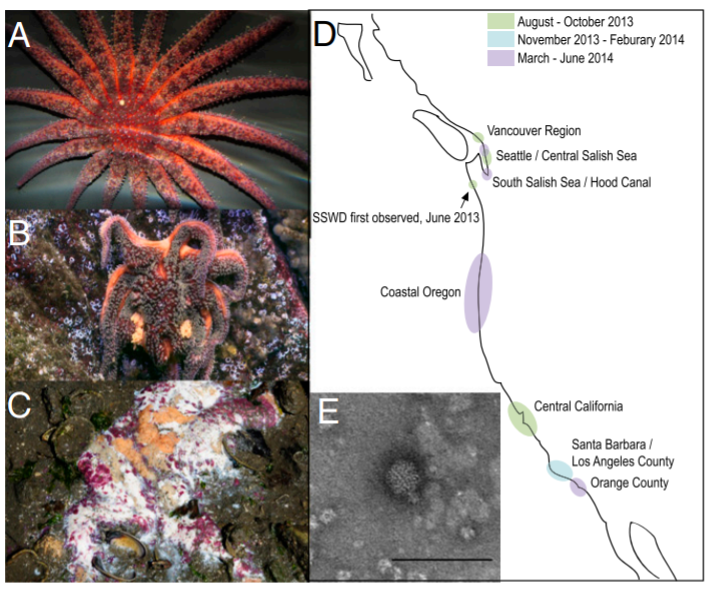 A
B
C
D
August - October 2013
November 2013 - Feburary 2014
March - June 2014
Vancouver Region
Seattle / Central Salish Sea
South Salish Sea / Hood Canal
SSWD first observed, June 2013
Coastal Oregon
Central California
Santa Barbara /
Los Angeles County
Orange County
E